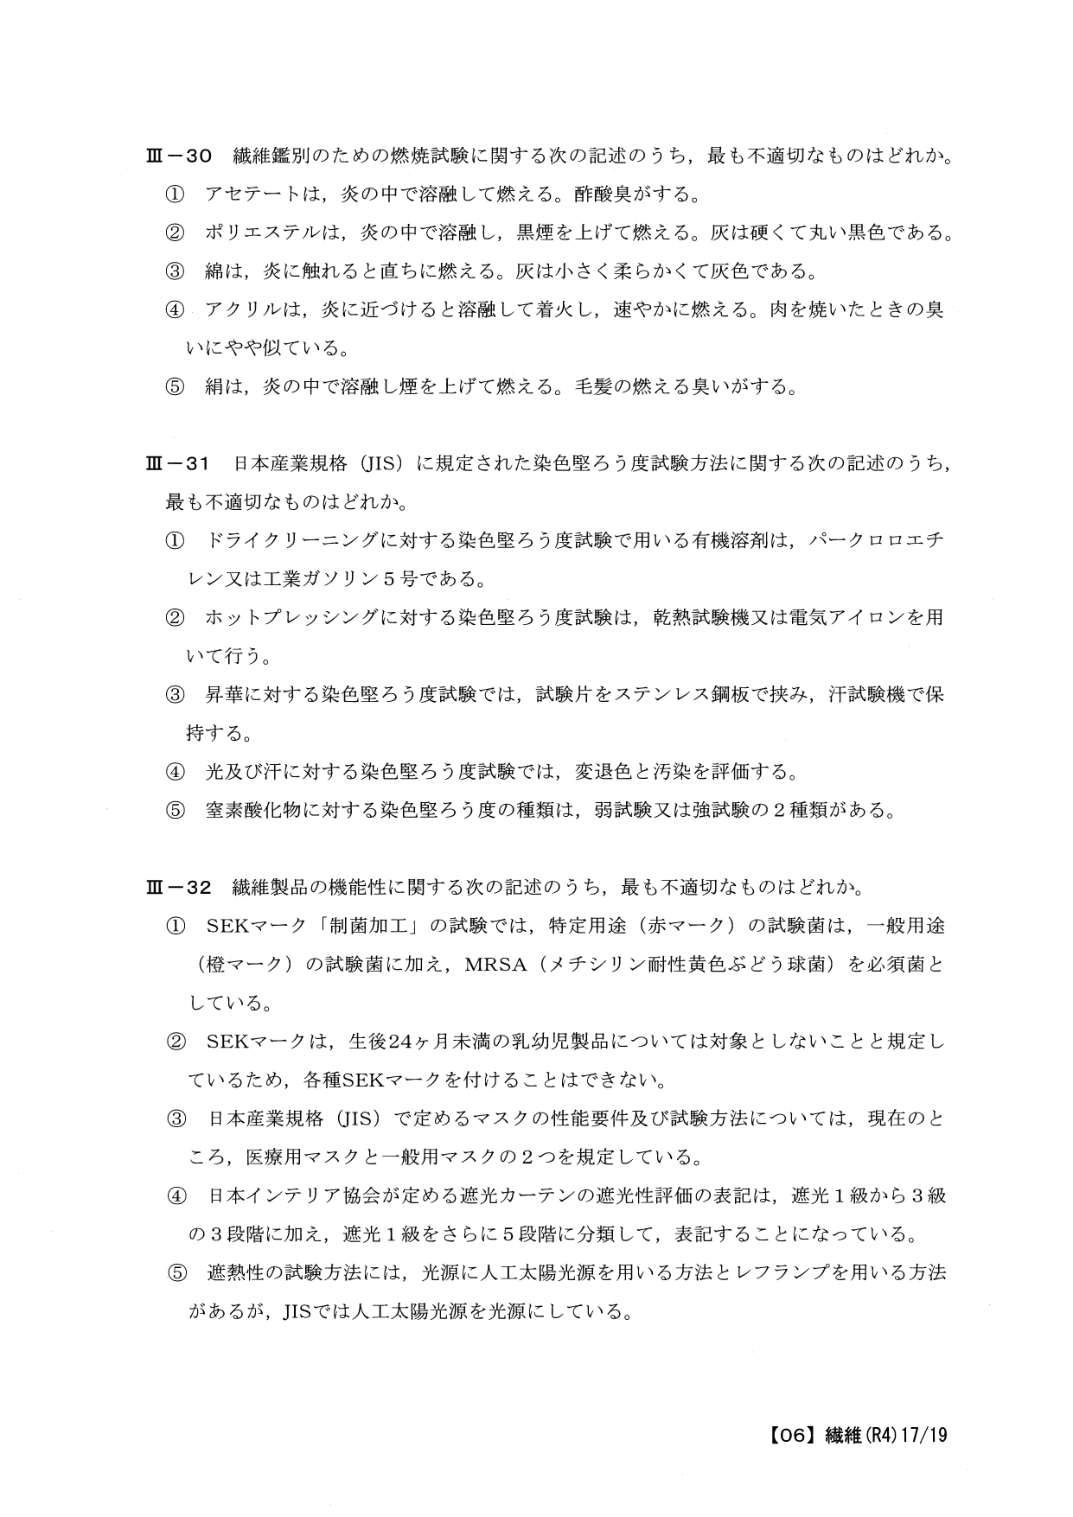 Ⅲ－30　繊維鑑別のための燃焼試験に関する次の記述のうち，最も不適切なものはどれか。
①　アセテートは，炎の中で溶融して燃える。酢酸臭がする。
②　ポリエステルは，炎の中で溶融し，黒煙を上げて燃える。灰は硬くて丸い黒色である。
③　綿は，炎に触れると直ちに燃える。灰は小さく柔らかくて灰色である。
④　アクリルは，炎に近づけると溶融して着火し，速やかに燃える。肉を焼いたときの臭
いにやや似ている。
⑤　絹は，炎の中で溶融し煙を上げて燃える。毛髪の燃える臭いがする。
Ⅲ－31　日本産業規格（JIS）に規定された染色堅ろう度試験方法に関する次の記述のうち，
最も不適切なものはどれか。
①　ドライクリーニングに対する染色堅ろう度試験で用いる有機溶剤は，パークロロエチ
レン又は工業ガソリン５号である。
②　ホットプレッシングに対する染色堅ろう度試験は，乾熱試験機又は電気アイロンを用
いて行う。
③　昇華に対する染色堅ろう度試験では，試験片をステンレス鋼板で挟み，汗試験機で保
持する。
④　光及び汗に対する染色堅ろう度試験では，変退色と汚染を評価する。
⑤　窒素酸化物に対する染色堅ろう度の種類は，弱試験又は強試験の２種類がある。
Ⅲ－32　繊維製品の機能性に関する次の記述のうち，最も不適切なものはどれか。
①　SEKマーク「制菌加工」の試験では，特定用途（赤マーク）の試験菌は，一般用途
（橙マーク）の試験菌に加え，MRSA（メチシリン耐性黄色ぶどう球菌）を必須菌と
している。
②　SEKマークは，生後24ヶ月未満の乳幼児製品については対象としないことと規定し
ているため，各種SEKマークを付けることはできない。
③　日本産業規格（JIS）で定めるマスクの性能要件及び試験方法については，現在のと
ころ，医療用マスクと一般用マスクの２つを規定している。
④　日本インテリア協会が定める遮光カーテンの遮光性評価の表記は，遮光１級から３級
の３段階に加え，遮光１級をさらに５段階に分類して，表記することになっている。
⑤　遮熱性の試験方法には，光源に人工太陽光源を用いる方法とレフランプを用いる方法
があるが，JISでは人工太陽光源を光源にしている。
【06】繊維(R4)17/19